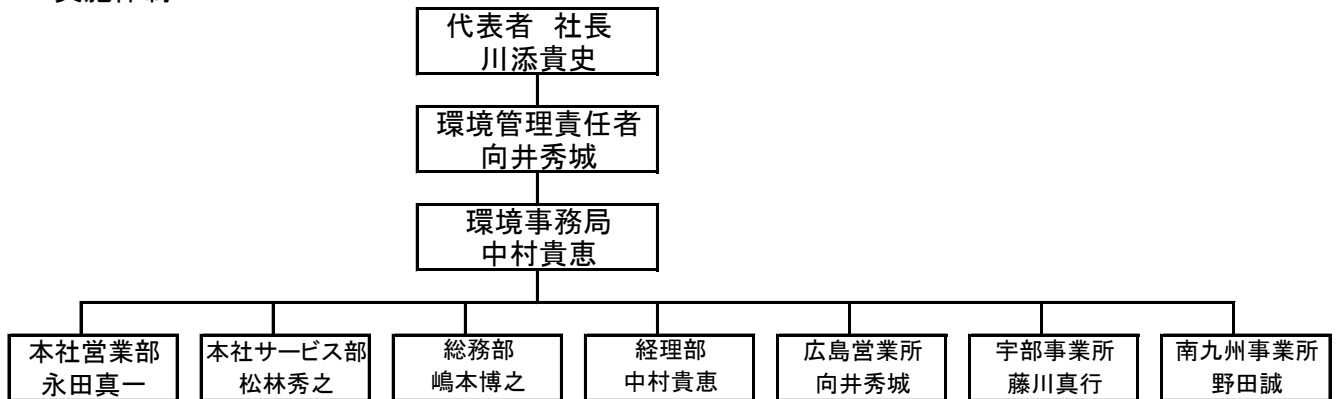 代表者 社長
川添貴史
環境管理責任者
向井秀城
環境事務局
中村貴恵
本社営業部
永田真一
本社サービス部
松林秀之
総務部
嶋本博之
経理部
中村貴恵
広島営業所
向井秀城
宇部事業所
藤川真行
南九州事業所
野田誠